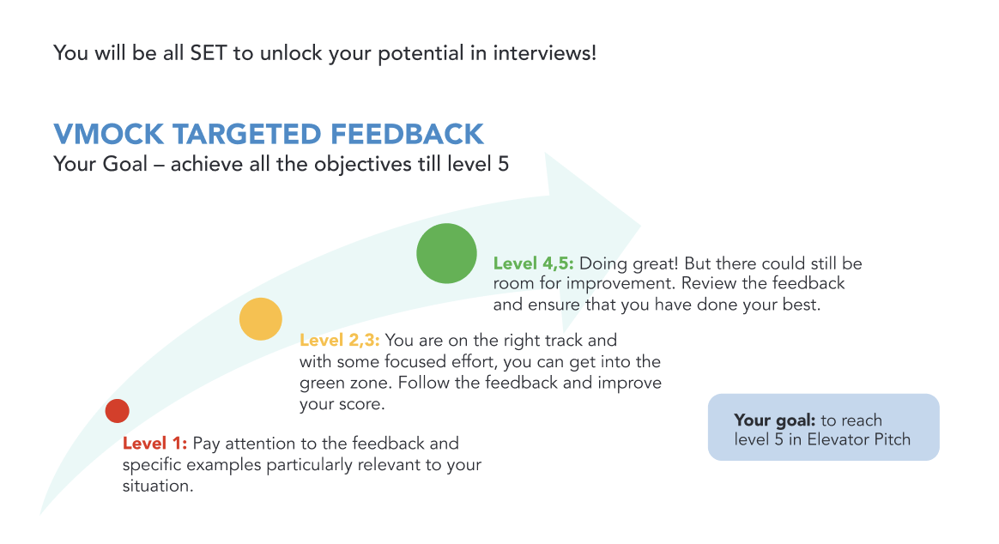 You will be all SET to unlock your potential in interviews!
VMOCK TARGETED FEEDBACK
Your Goal – achieve all the objectives till level 5
Level 4,5: Doing great! But there could still be
room for improvement. Review the feedback
and ensure that you have done your best.
Level 2,3: You are on the right track and
with some focused effort, you can get into the
green zone. Follow the feedback and improve
your score.
Level 1: Pay attention to the feedback and
specific examples particularly relevant to your
situation.
Your goal: to reach
level 5 in Elevator Pitch